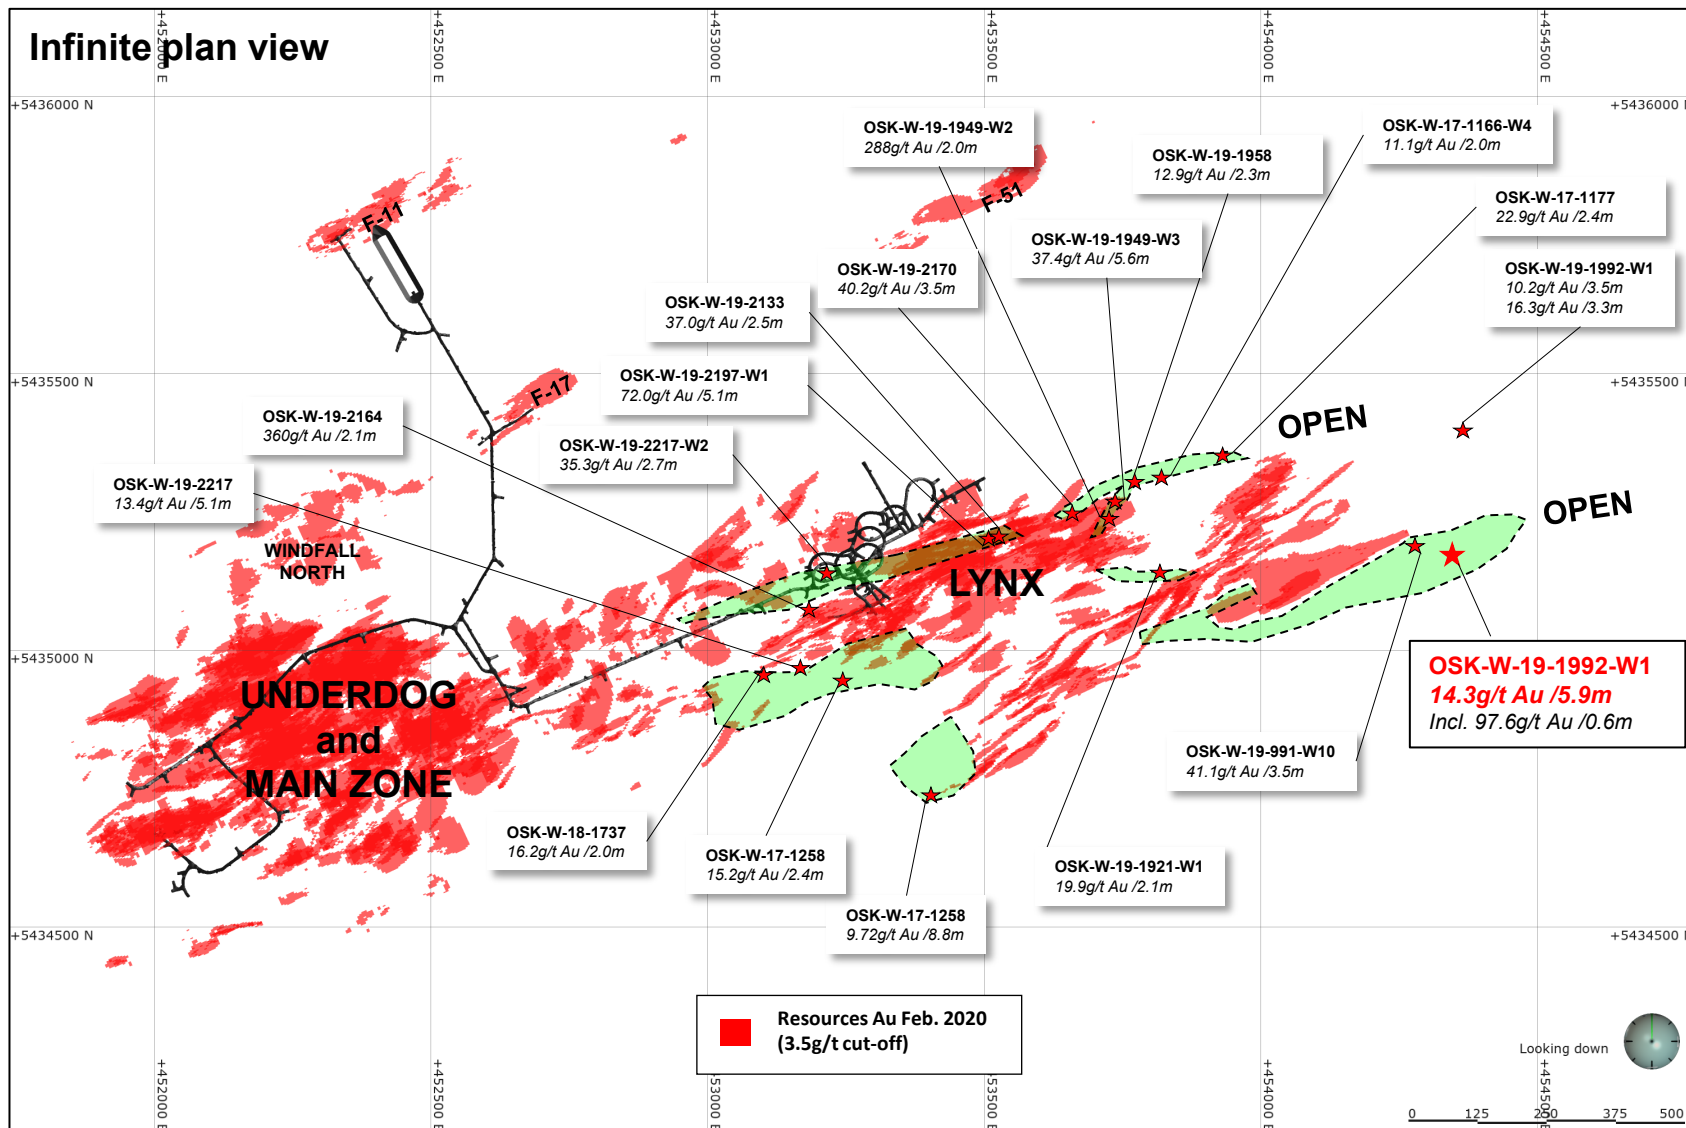 Infinite plan view
+452000 E
+452500 E
+453000 E
+453500 E
+454000 E
+454500 E
+5436000 N
+5436000 N
OSK-W-19-1949-W2
288g/t Au /2.0m
OSK-W-19-1958
12.9g/t Au /2.3m
OSK-W-17-1166-W4
11.1g/t Au /2.0m
OSK-W-17-1177
22.9g/t Au /2.4m
F-11
F-51
OSK-W-19-1949-W3
37.4g/t Au /5.6m
OSK-W-19-2170
40.2g/t Au /3.5m
OSK-W-19-1992-W1
10.2g/t Au /3.5m
16.3g/t Au /3.3m
OSK-W-19-2133
37.0g/t Au /2.5m
+5435500 N
+5435500 N
OSK-W-19-2197-W1
72.0g/t Au /5.1m
F-17
OSK-W-19-2164
360g/t Au /2.1m
OSK-W-19-2217-W2
35.3g/t Au /2.7m
OPEN
OSK-W-19-2217
13.4g/t Au /5.1m
OPEN
WINDFALL
NORTH
LYNX
+5435000 N
+5435000 N
UNDERDOG
and
MAIN ZONE
OSK-W-19-1992-W1
14.3g/t Au /5.9m
Incl. 97.6g/t Au /0.6m
OSK-W-19-991-W10
41.1g/t Au /3.5m
OSK-W-18-1737
16.2g/t Au /2.0m
OSK-W-17-1258
15.2g/t Au /2.4m
OSK-W-19-1921-W1
19.9g/t Au /2.1m
OSK-W-17-1258
9.72g/t Au /8.8m
+5434500 N
+5434500 N
Resources Au Feb. 2020
(3.5g/t cut-off)
Looking down
+452000 E
+452500 E
+453000 E
+453500 E
+454000 E
+454500 E
0 125 250 375 500